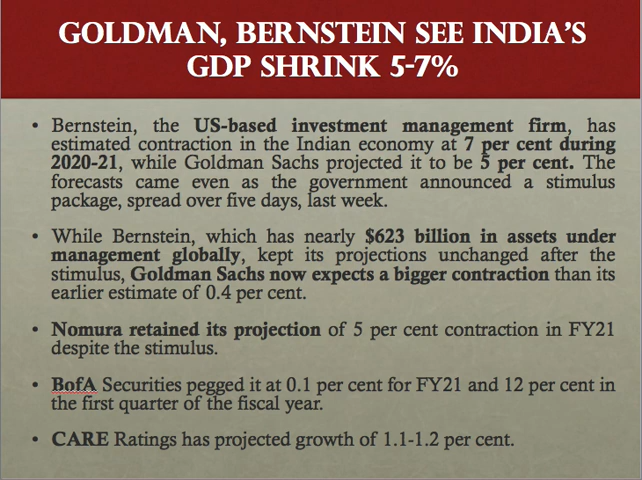 GOLDMAN, BERNSTEIN SEE INDIA'S
GDP SHRINK 5-7%
• Bernstein, the US-based investment management firm, has
estimated contraction in the Indian economy at 7 per cent during
2020-21, while Goldman Sachs projected it to be 5 per cent. The
forecasts came even as the government announced a stimulus
package, spread over five days, last week.
• While Bernstein, which has nearly $623 billion in assets under
management globally, kept its projections unchanged after the
stimulus, Goldman Sachs now expects a bigger contraction than its
earlier estimate of 0.4 per cent.
• Nomura retained its projection of 5 per cent contraction in FY21
despite the stimulus.
• BofA Securities pegged it at 0.1 per cent for FY21 and 12 per cent in
the first quarter of the fiscal year.
• CARE Ratings has projected growth of 1.1-1.2 per cent.